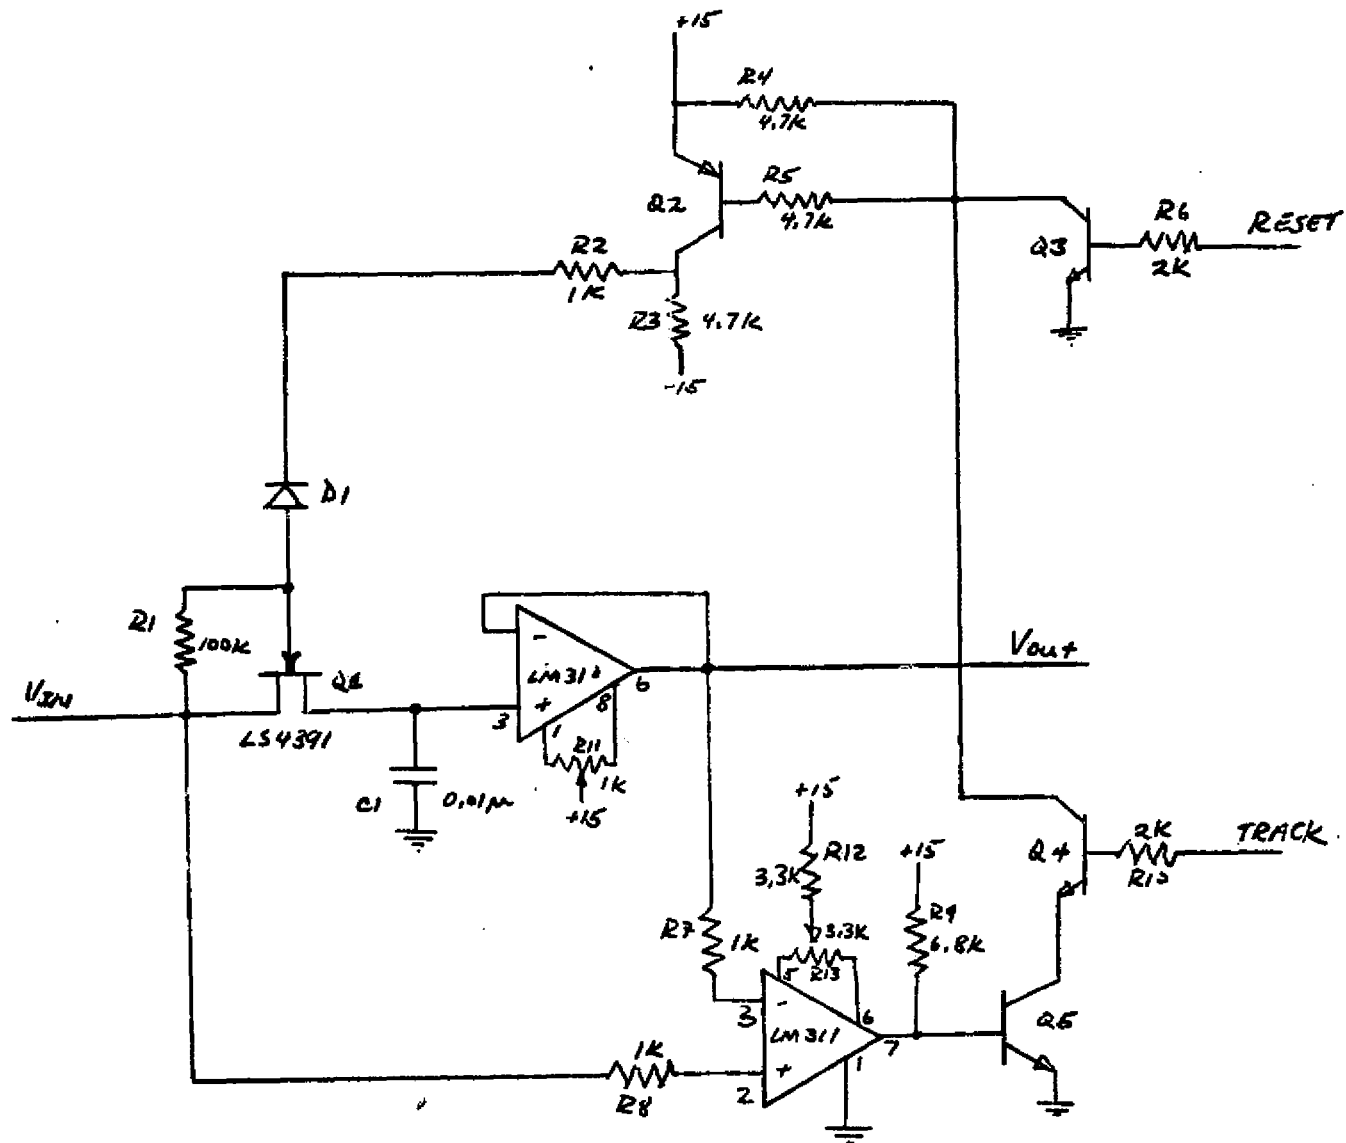 +15
R4
4.7K
R5
4.7K
Q2
R6
RESET
Q3
2K
R2
1K
R3
4.7K
-15
D1
R1
100K
-
Vout
VIN
LS4391
6
8
3
+
1
R11
1K
+15
C1
0.01μ
+15
R12
3.3K
+15
2K
TRACK
Q4
R10
R7
1K
3.3K
R13
R9
6.8K
5
3
-
6
Q5
LM311
7
1K
+
1
2
R8